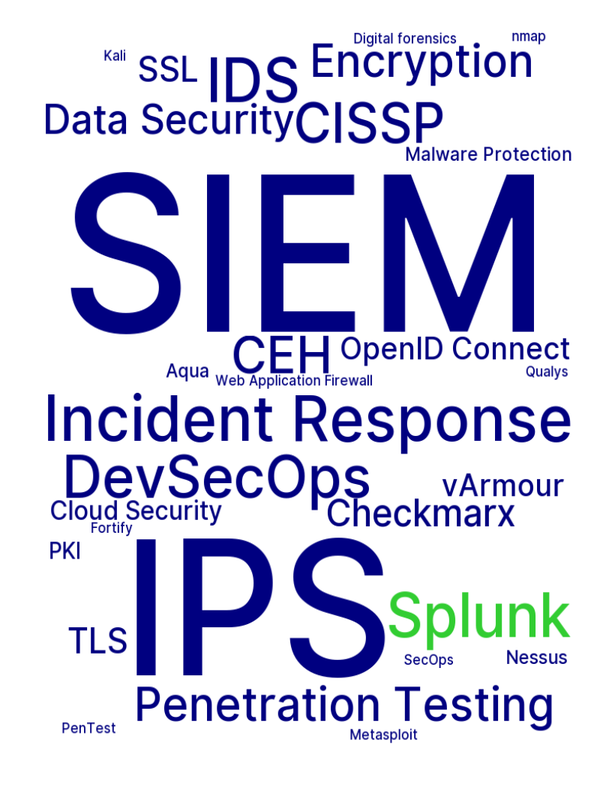 Digital forensics
nmap
Kali
SSL
IDS
Encryption
Data Security
CISSP
Malware Protection
SIEM
CEH
OpenID Connect
Aqua
Web Application Firewall
Qualys
Incident Response
DevSecOps
vArmour
Cloud Security
Checkmarx
Fortify
PKI
IPS
Splunk
TLS
SecOps
Nessus
Penetration Testing
PenTest
Metasploit